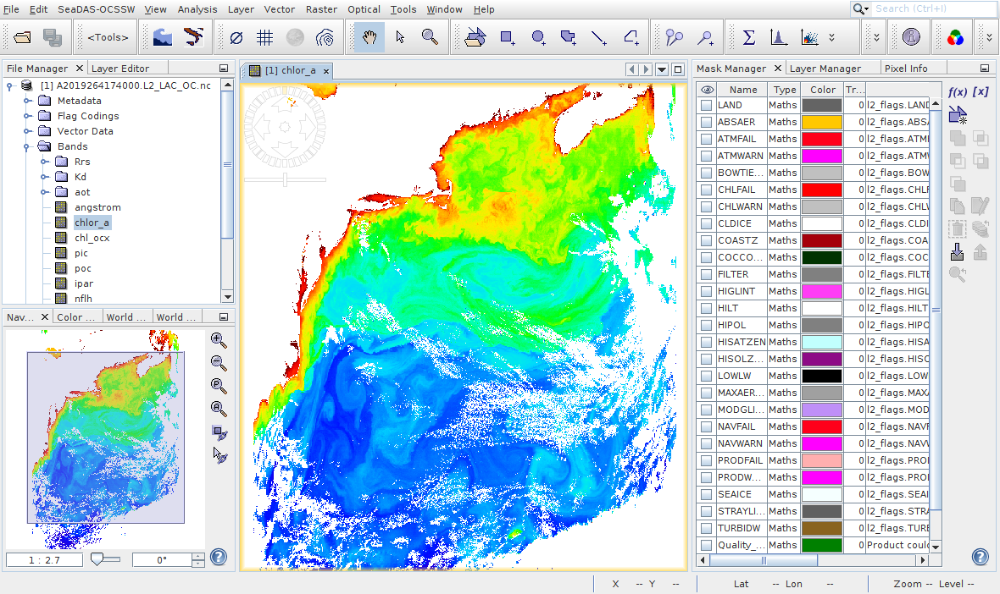 File Edit SeaDAS-OCSSW View Analysis Layer Vector Raster Optical Tools Window Help
Search (Ctrl+I)
<Tools>
File Manager
Layer Editor
[1] A2019264174000.L2_LAC_OC.nc
Metadata
Flag Codings
Vector Data
Bands
Rrs
Kd
aot
angstrom
chlor_a
chl_ocx
pic
poc
ipar
nflh
Nav... Color ... World ... World ...
1 : 2.7
0°
[1] chlor_a
Mask Manager
Layer Manager
Pixel Info
Name Type Color Tr...
LAND Maths 0 l2_flags.LAND
ABSAER Maths 0 l2_flags.ABSA
ATMFAIL Maths 0 l2_flags.ATMI
ATMWARN Maths 0 l2_flags.ATM
BOWTIE... Maths 0 l2_flags.BOW
CHLFAIL Maths 0 l2_flags.CHLF
CHLWARN Maths 0 l2_flags.CHL
CLDICE Maths 0 l2_flags.CLDI
COASTZ Maths 0 l2_flags.COA
COCCO... Maths 0 l2_flags.COC
FILTER Maths 0 l2_flags.FILTE
HIGLINT Maths 0 l2_flags.HIGL
HILT Maths 0 l2_flags.HILT
HIPOL Maths 0 l2_flags.HIPO
HISATZEN Maths 0 l2_flags.HISA
HISOLZ... Maths 0 l2_flags.HISO
LOWLW Maths 0 l2_flags.LOW
MAXAER... Maths 0 l2_flags.MAX
MODGLI... Maths 0 l2_flags.MOD
NAVFAIL Maths 0 l2_flags.NAVF
NAVWARN Maths 0 l2_flags.NAV
PRODFAIL Maths 0 l2_flags.PRO
PRODW... Maths 0 l2_flags.PRO
SEAICE Maths 0 l2_flags.SEAI
STRAYLI... Maths 0 l2_flags.STRA
TURBIDW Maths 0 l2_flags.TURE
Quality_... Maths 0 Product coul
f(x) [x]
X -- Y -- Lat -- Lon -- Zoom -- Level --